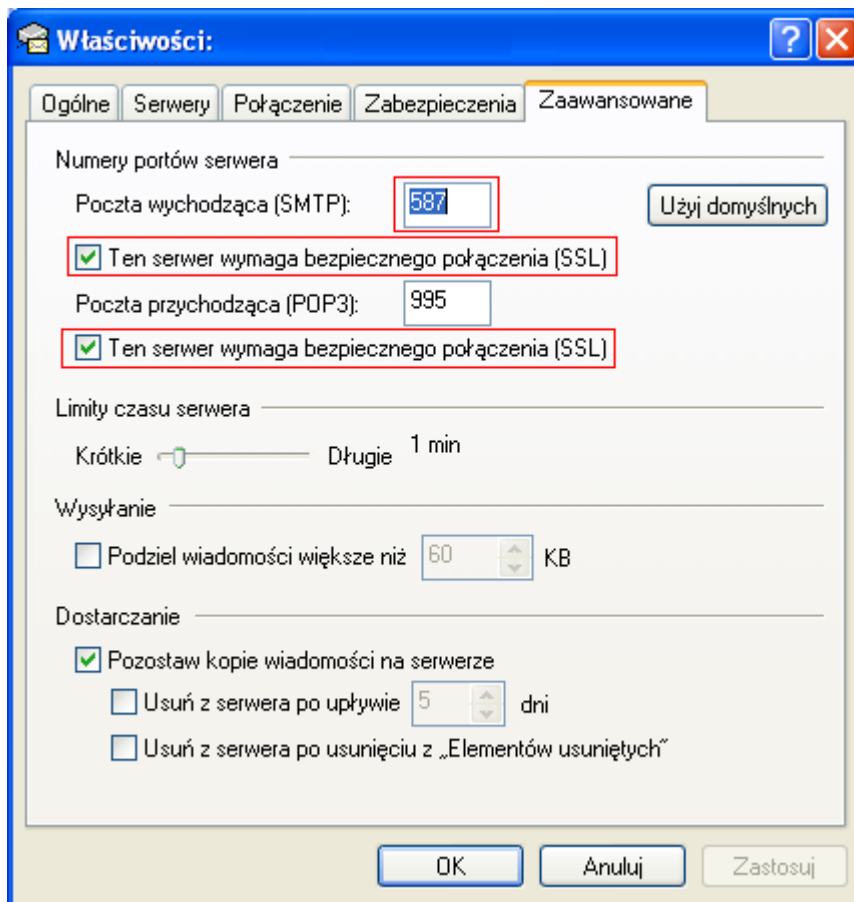 Właściwości:
Ogólne Serwery Połączenie Zabezpieczenia Zaawansowane
Numery portów serwera
Poczta wychodząca (SMTP): 587 Użyj domyślnych
Ten serwer wymaga bezpiecznego połączenia (SSL)
Poczta przychodząca (POP3): 995
Ten serwer wymaga bezpiecznego połączenia (SSL)
Limity czasu serwera
Krótkie Długie 1 min
Wysyłanie
Podziel wiadomości większe niż 60 KB
Dostarczanie
Pozostaw kopie wiadomości na serwerze
Usuń z serwera po upływie 5 dni
Usuń z serwera po usunięciu z „Elementów usuniętych”
OK Anuluj Zastosuj